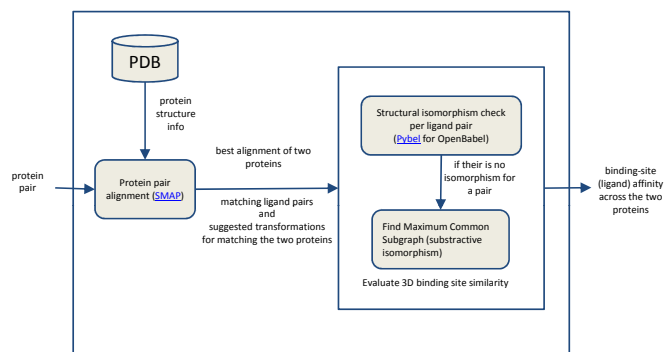 PDB
protein
structure
info
protein
pair
Protein pair
alignment (SMAP)
best alignment of two
proteins
matching ligand pairs
and
suggested transformations
for matching the two proteins
Structural isomorphism check
per ligand pair
(Pybel for OpenBabel)
if their is no
isomorphism for
a pair
Find Maximum Common
Subgraph (substractive
isomorphism)
Evaluate 3D binding site similarity
binding-site
(ligand) affinity
across the two
proteins